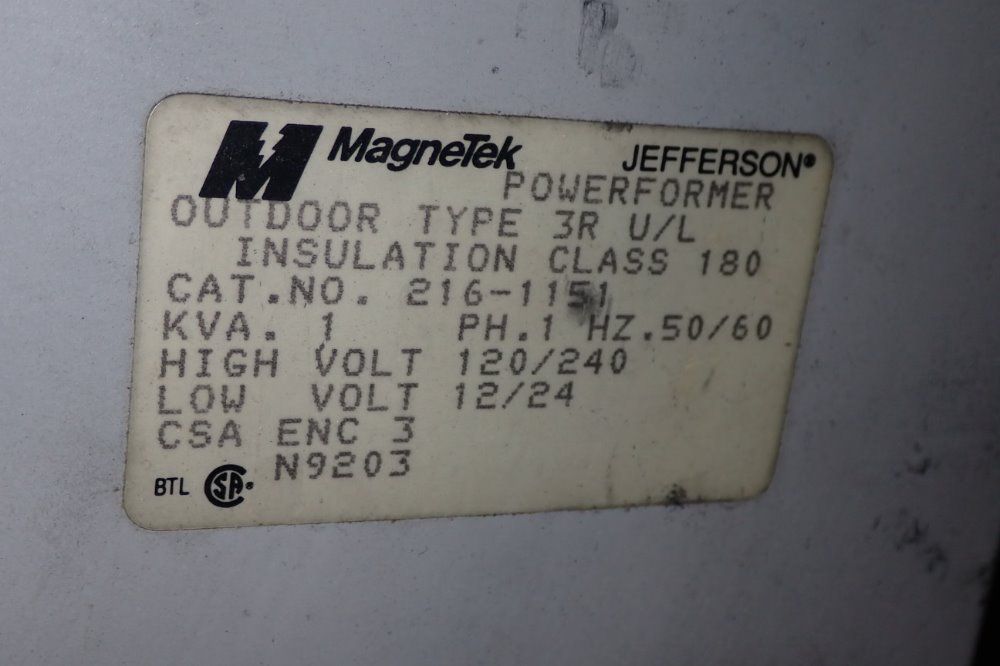 MagneTek JEFFERSON®
POWERFORMER
OUTDOOR TYPE 3R U/L
INSULATION CLASS 180
CAT.NO. 216-1151
KVA. 1 PH.1 HZ.50/60
HIGH VOLT 120/240
LOW VOLT 12/24
CSA ENC 3
N9203
BTL SA®